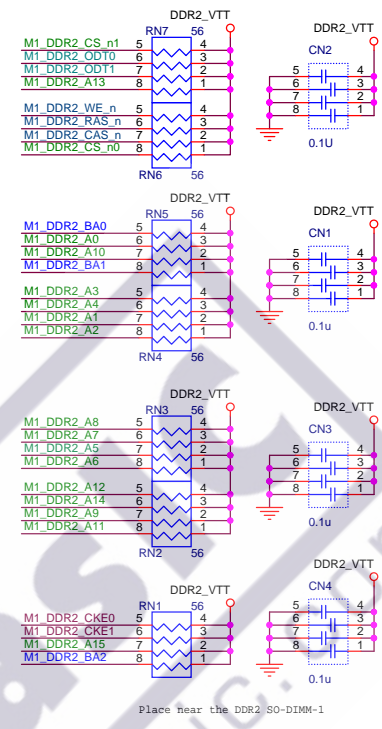 DDR2_VTT
RN7 56
M1_DDR2_CS_n1 5 4
M1_DDR2_ODT0 6 3
M1_DDR2_ODT1 7 2
M1_DDR2_A13 8 1
M1_DDR2_WE_n 5 4
M1_DDR2_RAS_n 6 3
M1_DDR2_CAS_n 7 2
M1_DDR2_CS_n0 8 1
RN6 56
DDR2_VTT
CN2
5 4
6 3
7 2
8 1
0.1U
DDR2_VTT
RN5 56
M1_DDR2_BA0 5 4
M1_DDR2_A0 6 3
M1_DDR2_A10 7 2
M1_DDR2_BA1 8 1
M1_DDR2_A3 5 4
M1_DDR2_A4 6 3
M1_DDR2_A1 7 2
M1_DDR2_A2 8 1
RN4 56
DDR2_VTT
CN1
5 4
6 3
7 2
8 1
0.1u
DDR2_VTT
RN3 56
M1_DDR2_A8 5 4
M1_DDR2_A7 6 3
M1_DDR2_A5 7 2
M1_DDR2_A6 8 1
M1_DDR2_A12 5 4
M1_DDR2_A14 6 3
M1_DDR2_A9 7 2
M1_DDR2_A11 8 1
RN2 56
DDR2_VTT
CN3
5 4
6 3
7 2
8 1
0.1u
DDR2_VTT
RN1 56
M1_DDR2_CKE0 5 4
M1_DDR2_CKE1 6 3
M1_DDR2_A15 7 2
M1_DDR2_BA2 8 1
DDR2_VTT
CN4
5 4
6 3
7 2
8 1
0.1u
Place near the DDR2 SO-DIMM-1